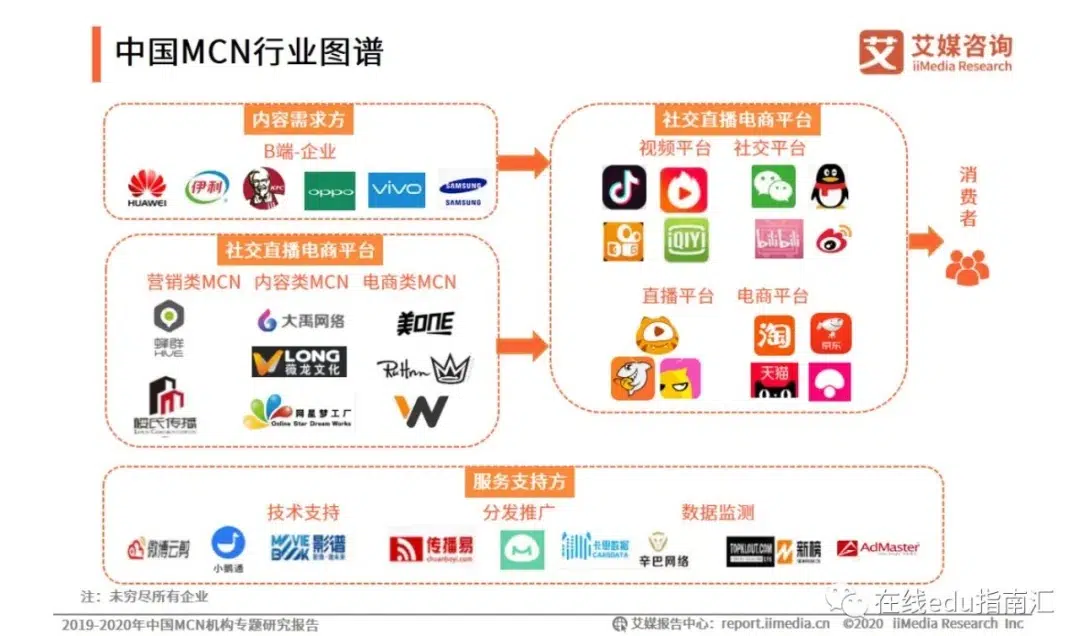 中国MCN行业图谱
艾 艾媒咨询
iiMedia Research
内容需求方
B端-企业
HUAWEI
伊利
KFC
oppo
vivo
SAMSUNG
SAMSUNG
社交直播电商平台
营销类MCN 内容类MCN 电商类MCN
蜂群
HIVE
大禹网络
美ONE
LONG
薇龙文化
RuHnn
网星梦工厂
Online Star Dream Works
社交直播电商平台
视频平台 社交平台
iQIYI
bilibili
直播平台 电商平台
淘
京东
天猫
消费者
服务支持方
技术支持 分发推广 数据监测
微博云剪
小鹅通
MOVIE BOOK 影谱
传播易
chuanboyi.com
卡思数据
CAASDATA
辛巴网络
TOPKLOUT.COM
新榜
AdMaster
注：未穷尽所有企业
在线edu指南汇
2019-2020年中国MCN机构专题研究报告
艾媒报告中心：report.iimedia.cn ©2020 iiMedia Research Inc